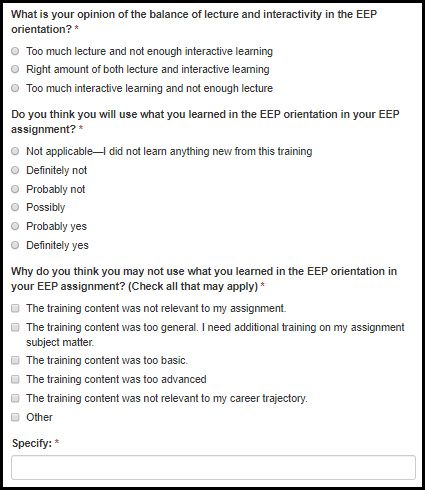 What is your opinion of the balance of lecture and interactivity in the EEP
orientation? *
Too much lecture and not enough interactive learning
Right amount of both lecture and interactive learning
Too much interactive learning and not enough lecture
Do you think you will use what you learned in the EEP orientation in your EEP
assignment? *
Not applicable—I did not learn anything new from this training
Definitely not
Probably not
Possibly
Probably yes
Definitely yes
Why do you think you may not use what you learned in the EEP orientation in
your EEP assignment? (Check all that may apply) *
The training content was not relevant to my assignment.
The training content was too general. I need additional training on my assignment
subject matter.
The training content was too basic.
The training content was too advanced
The training content was not relevant to my career trajectory.
Other
Specify: *